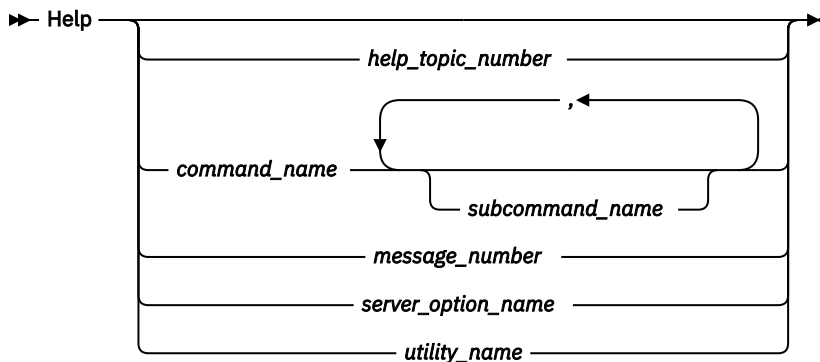 Help
help_topic_number
,
command_name
subcommand_name
message_number
server_option_name
utility_name